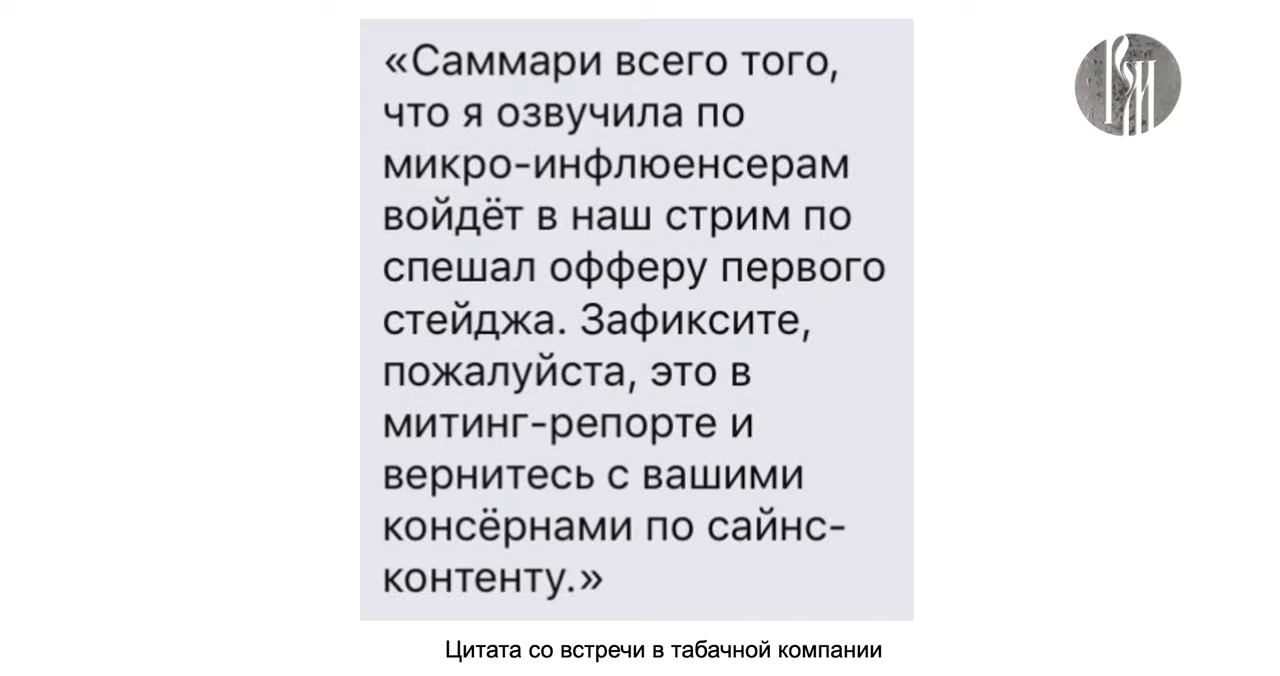 «Саммари всего того,
что я озвучила по
микро-инфлюенсерам
войдёт в наш стрим по
спешал офферу первого
стейджа. Зафиксите,
пожалуйста, это в
митинг-репорте и
вернитесь с вашими
консёрнами по сайнс-
контенту.»
Цитата со встречи в табачной компании